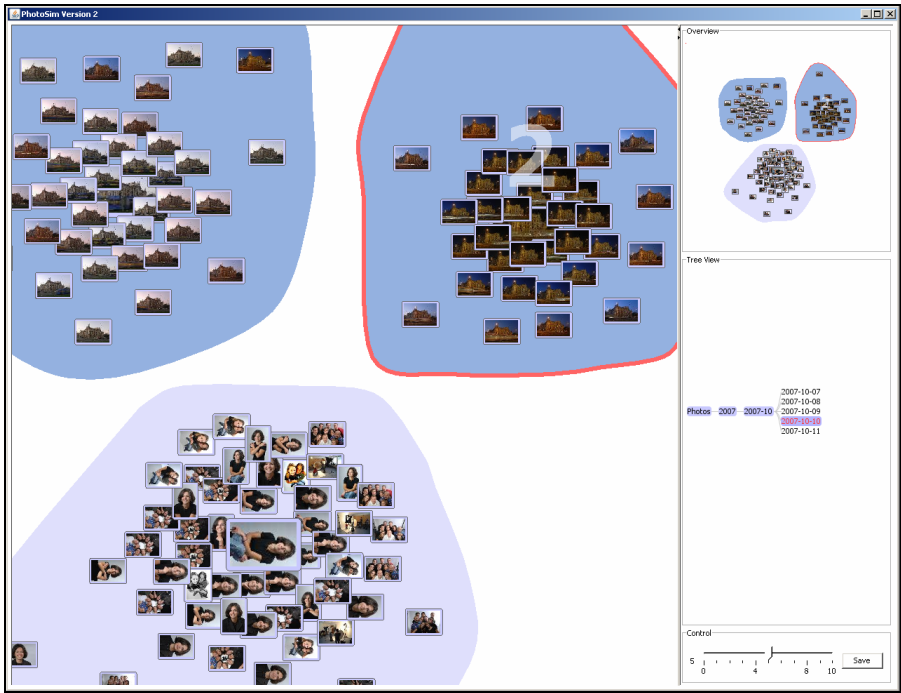 PhotoSim Version 2
2
Overview
Tree View
Photos 2007 2007-10
2007-10-07
2007-10-08
2007-10-09
2007-10-10
2007-10-11
Control
5
0 4 8 10
Save